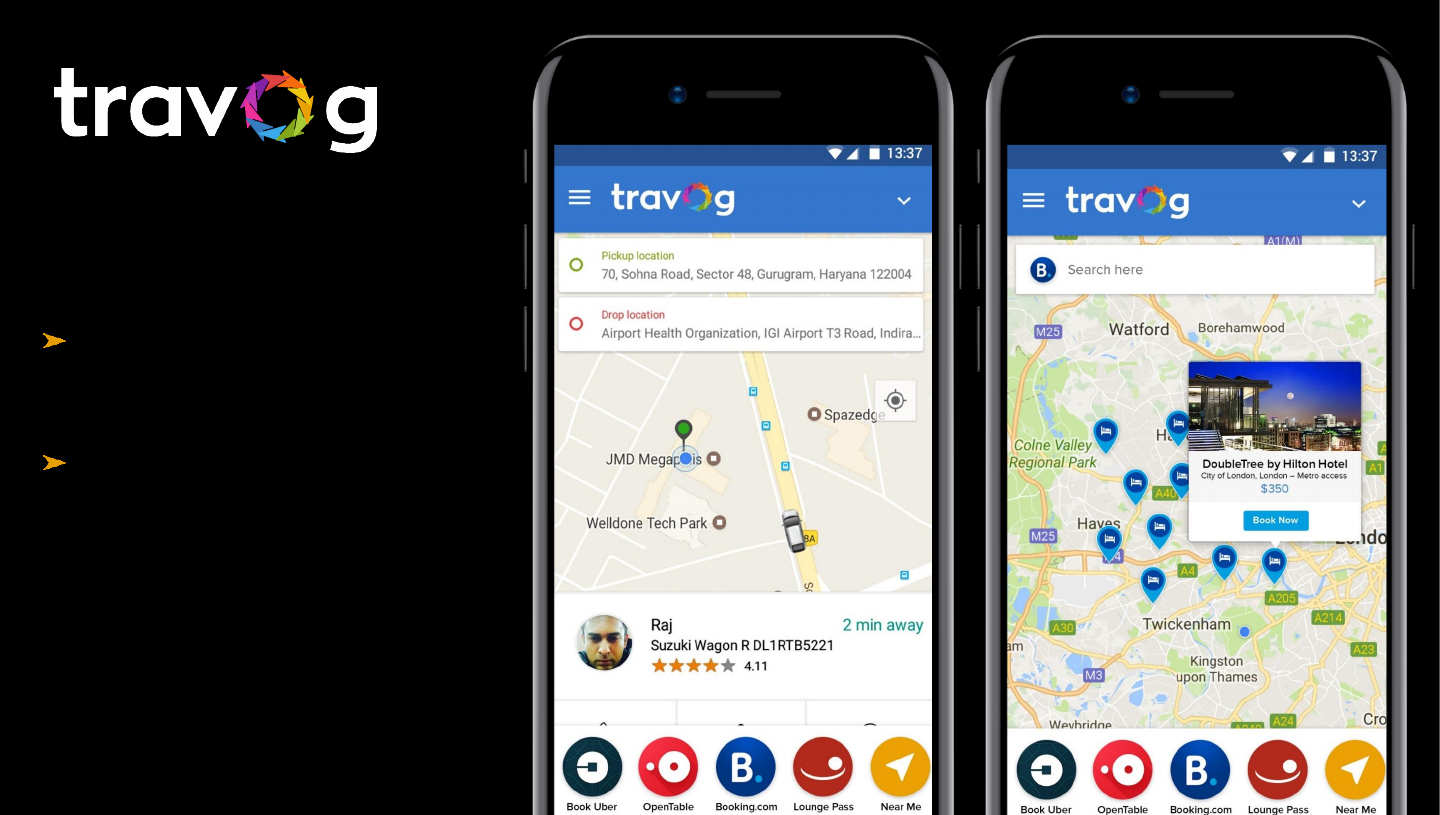 travog
13:37
travog
Pickup location
70, Sohna Road, Sector 48, Gurugram, Haryana 122004
Drop location
Airport Health Organization, IGI Airport T3 Road, Indira...
Spazedge
JMD Megapolis
Welldone Tech Park
8A
Raj
2 min away
Suzuki Wagon R DL1RTB5221
4.11
B.
Book Uber
OpenTable
Booking.com
Lounge Pass
Near Me
13:37
travog
A1(M)
B.
Search here
M25
Watford
Borehamwood
Colne Valley
Regional Park
Ha
DoubleTree by Hilton Hotel
City of London, London – Metro access
$350
Book Now
A1
A40
Hayes
M25
A4
A205
A30
Twickenham
A214
am
A23
Kingston
upon Thames
M3
Weybridge
A24
Cro
B.
Book Uber
OpenTable
Booking.com
Lounge Pass
Near Me